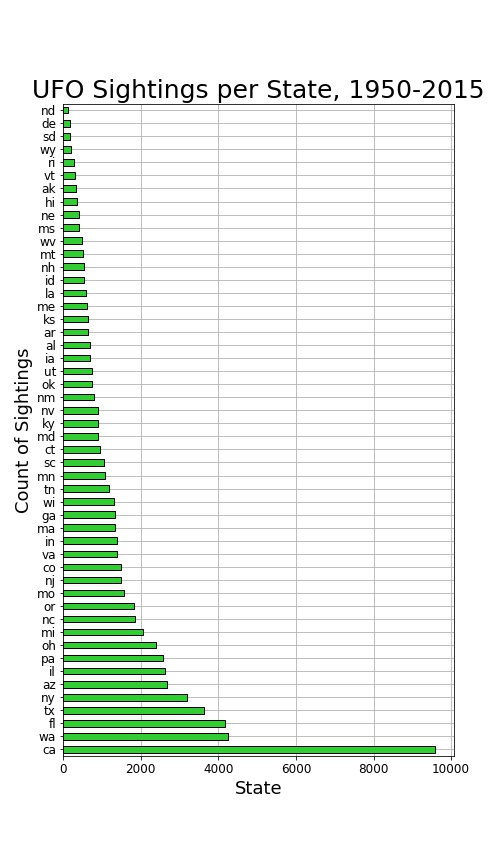 UFO Sightings per State, 1950-2015
nd
de
sd
wy
ri
vt
ak
hi
ne
ms
wv
mt
nh
id
la
me
ks
ar
al
ia
ut
ok
nm
nv
ky
md
ct
sc
mn
tn
wi
ga
ma
in
va
co
nj
mo
or
nc
mi
oh
pa
il
az
ny
tx
fl
wa
ca
Count of Sightings
0 2000 4000 6000 8000 10000
State